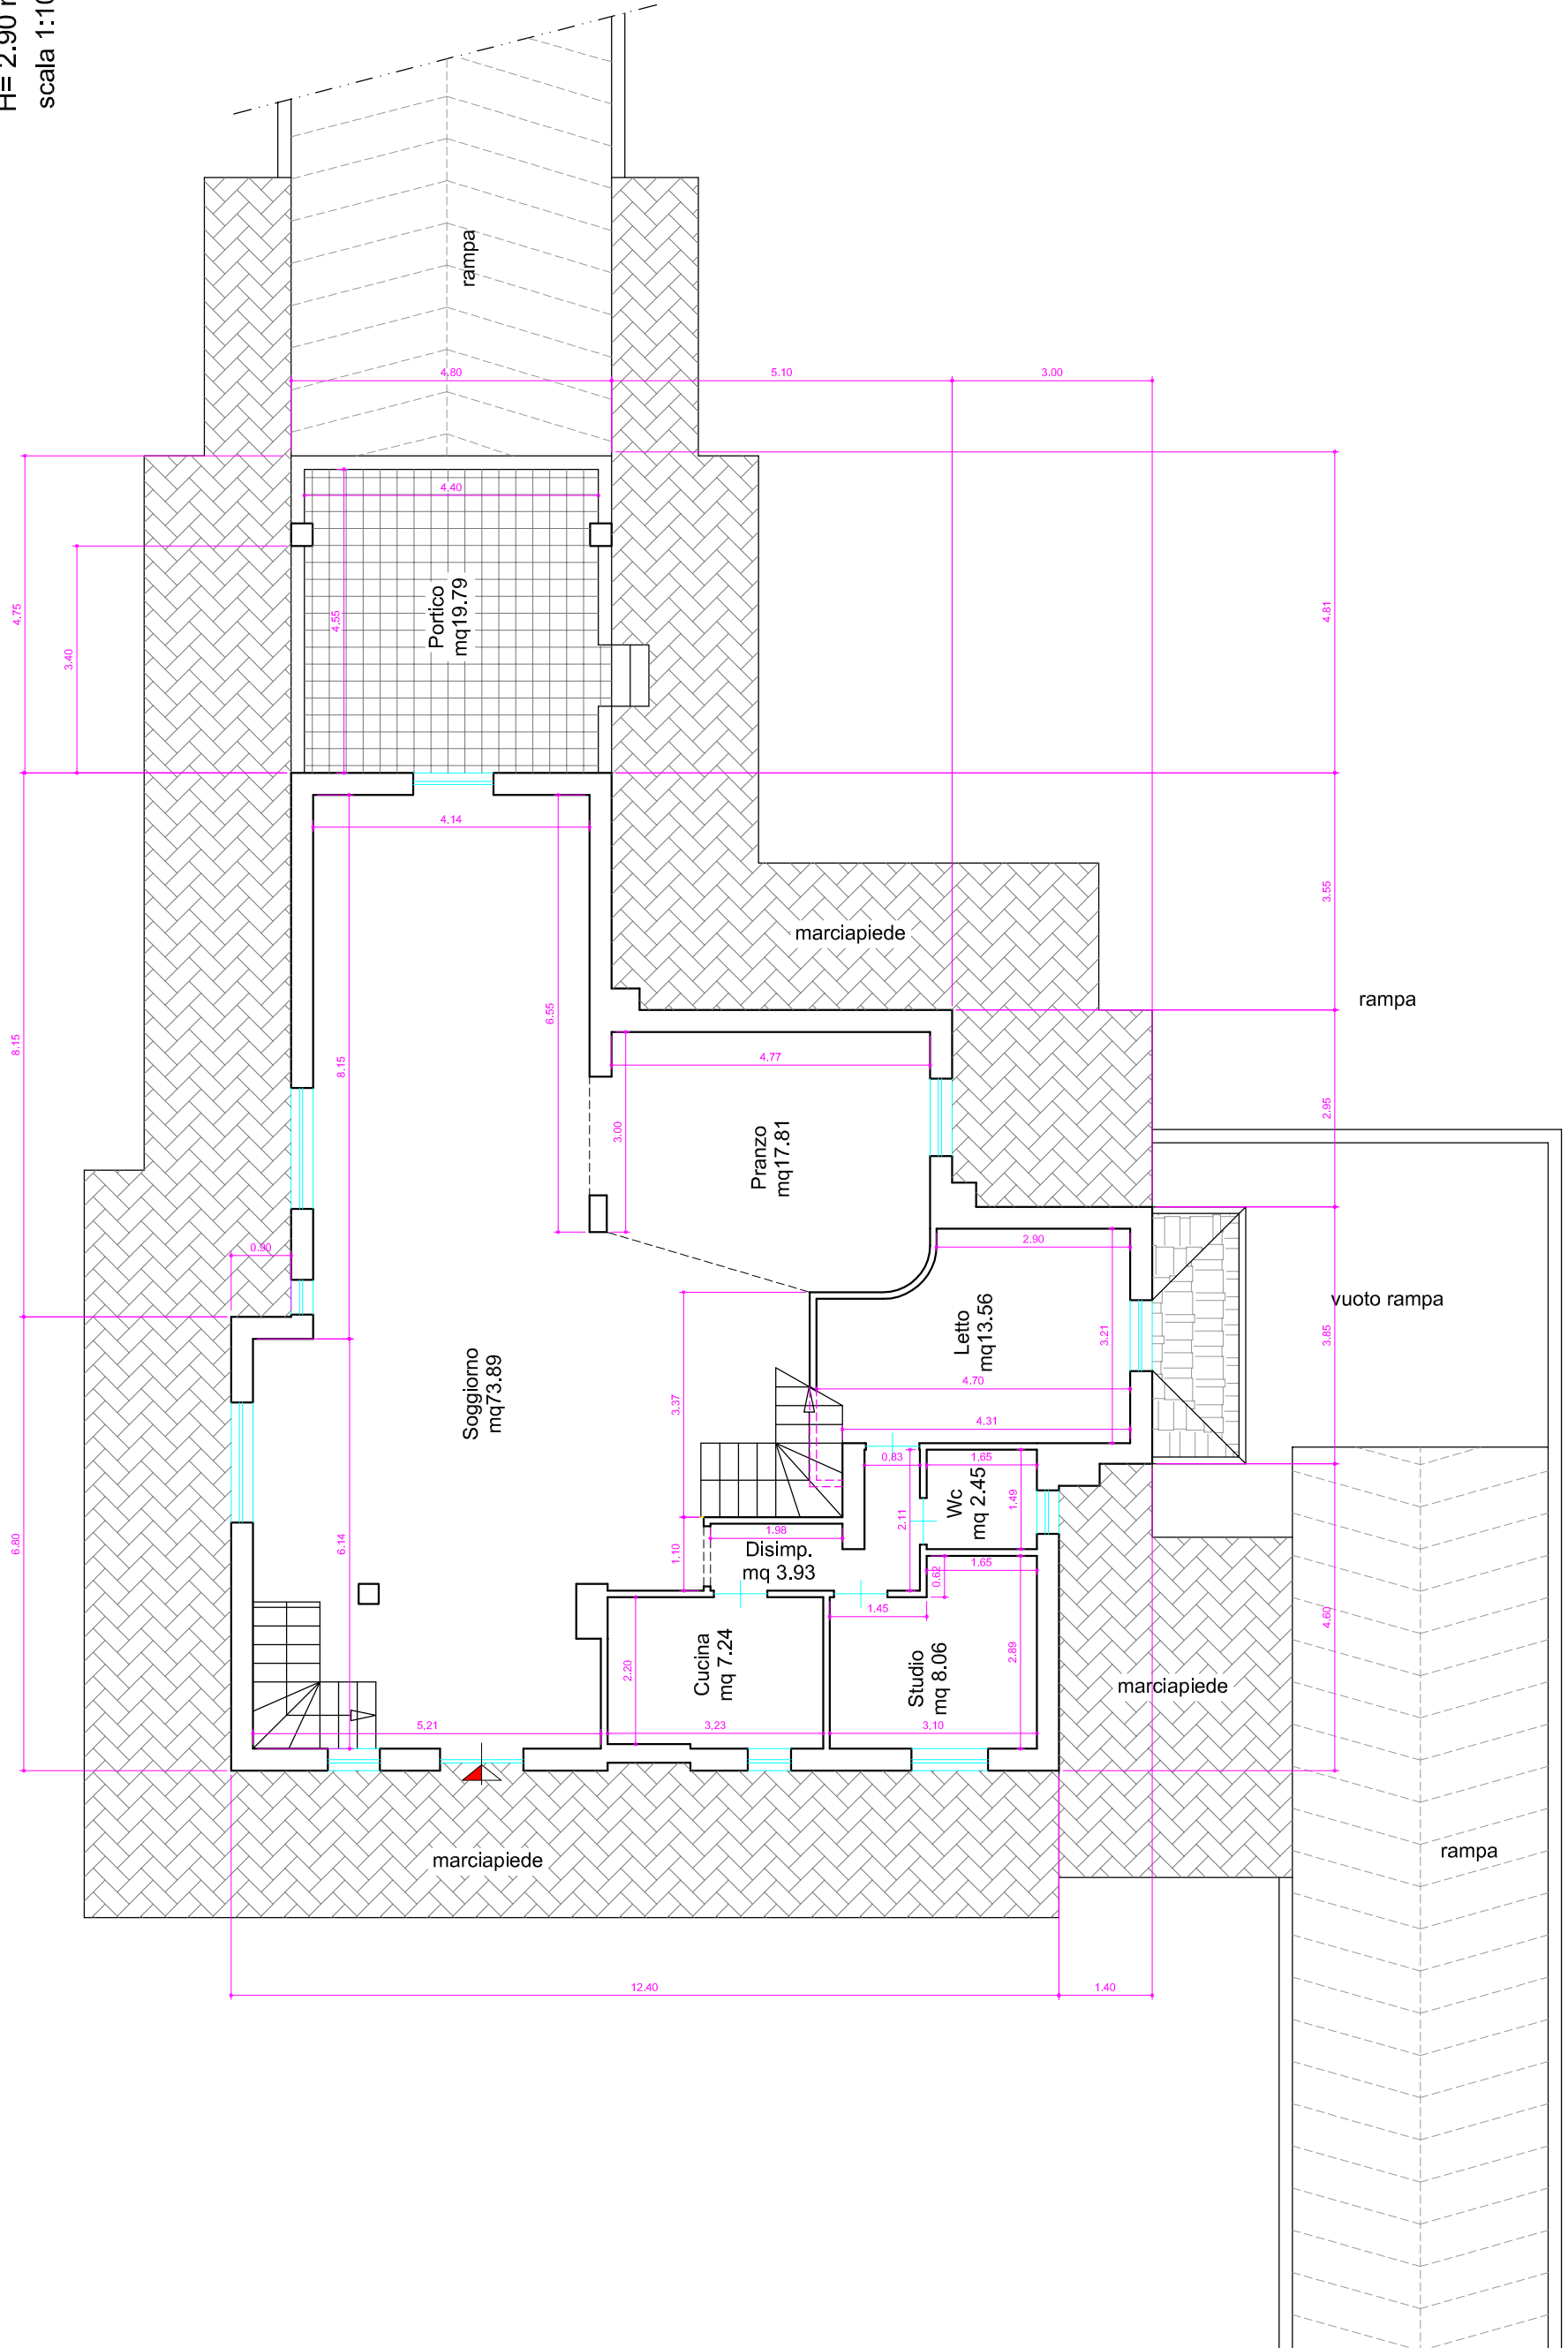 H= 2.90
scala 1:10
rampa
4.80
5.10
3.00
4.40
4.75
3.40
4.55
Portico
mq19.79
4.81
4.14
3.55
marciapiede
rampa
8.15
8.15
6.55
4.77
3.00
Pranzo
mq17.81
2.95
0.90
2.90
vuoto rampa
Letto
mq13.56
3.21
3.85
Soggiorno
mq73.89
3.37
4.70
4.31
0.83
1.65
Wc
mq 2.45
1.49
2.11
6.80
6.14
1.10
1.98
Disimp.
mq 3.93
1.65
0.62
1.45
4.60
2.20
Cucina
mq 7.24
Studio
mq 8.06
2.89
marciapiede
5.21
3.23
3.10
marciapiede
rampa
12.40
1.40